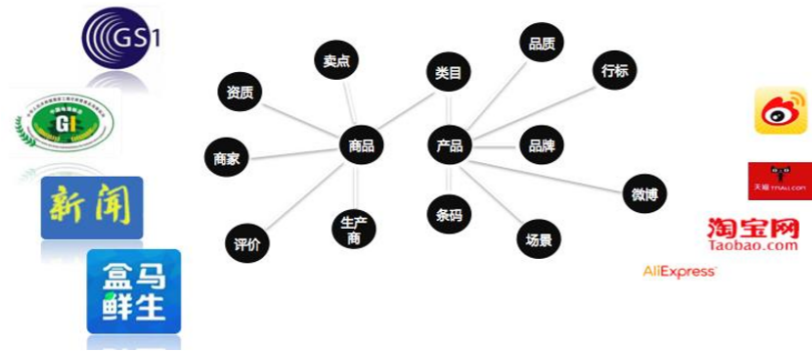 GS1
卖点
类目
品质
行标
资质
GI
商品
产品
品牌
商家
天猫 TMALL.COM
微博
新闻
生产
商
条码
评价
场景
淘宝网
Taobao.com
盒马
鲜生
AliExpress